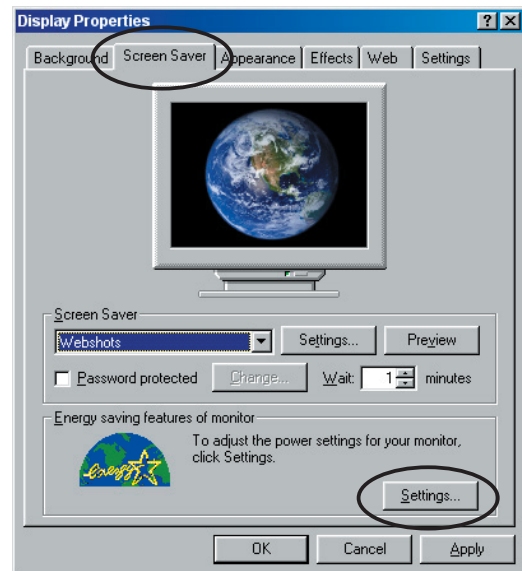 Display Properties ? X
Background Screen Saver Appearance Effects Web Settings
Screen Saver
Webshots Settings... Preview
Password protected Change... Wait: 1 minutes
Energy saving features of monitor
To adjust the power settings for your monitor,
click Settings.
energy
Settings...
OK Cancel Apply